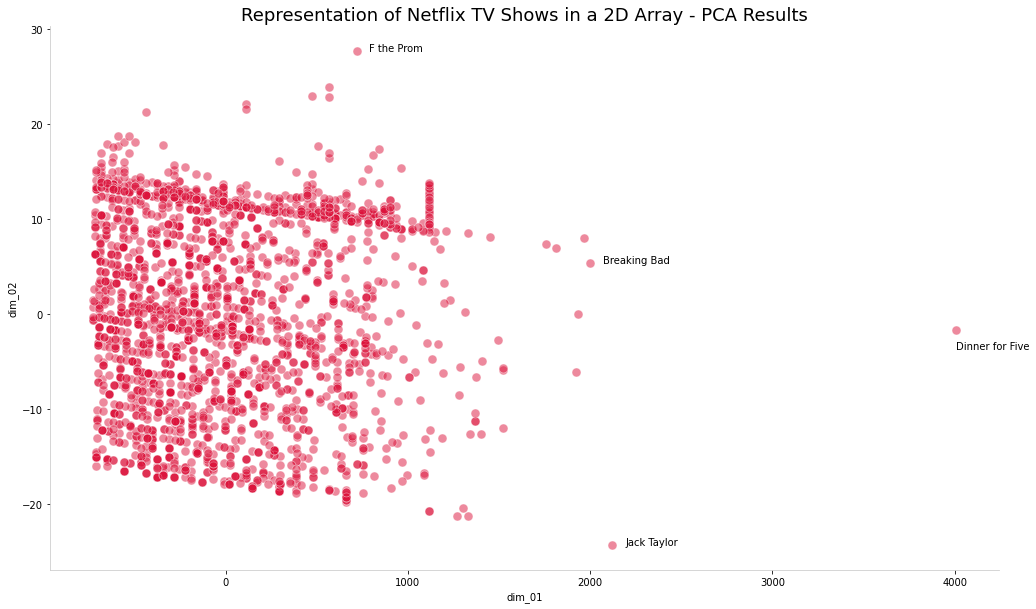 Representation of Netflix TV Shows in a 2D Array - PCA Results
30
F the Prom
20
10
Breaking Bad
dim_02
0
Dinner for Five
−10
−20
Jack Taylor
0 1000 2000 3000 4000
dim_01